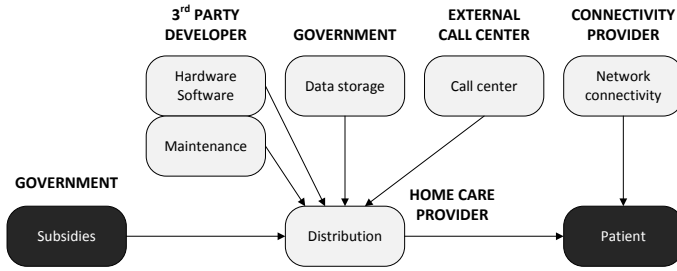 3rd PARTY
DEVELOPER
GOVERNMENT
EXTERNAL
CALL CENTER
CONNECTIVITY
PROVIDER
Hardware
Software
Data storage
Call center
Network
connectivity
Maintenance
GOVERNMENT
HOME CARE
PROVIDER
Subsidies
Distribution
Patient